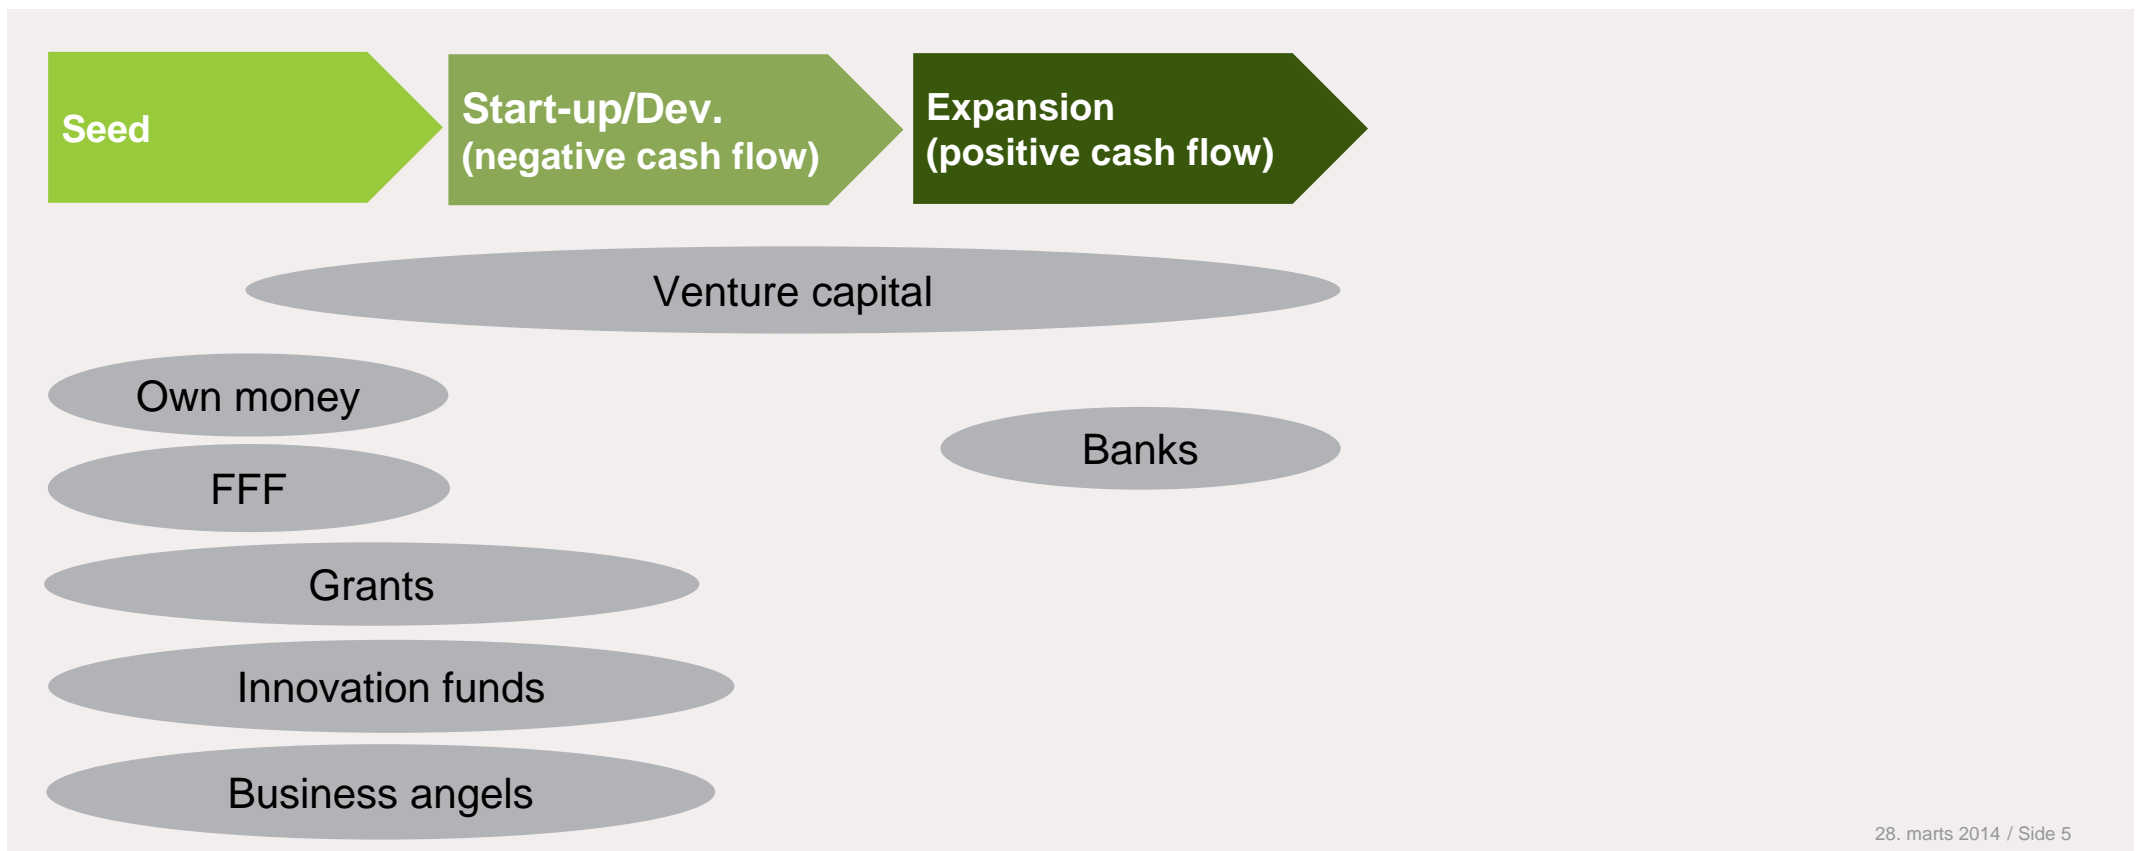 Seed
Start-up/Dev.
(negative cash flow)
Expansion
(positive cash flow)
Venture capital
Own money
Banks
FFF
Grants
Innovation funds
Business angels
28. marts 2014 / Side 5